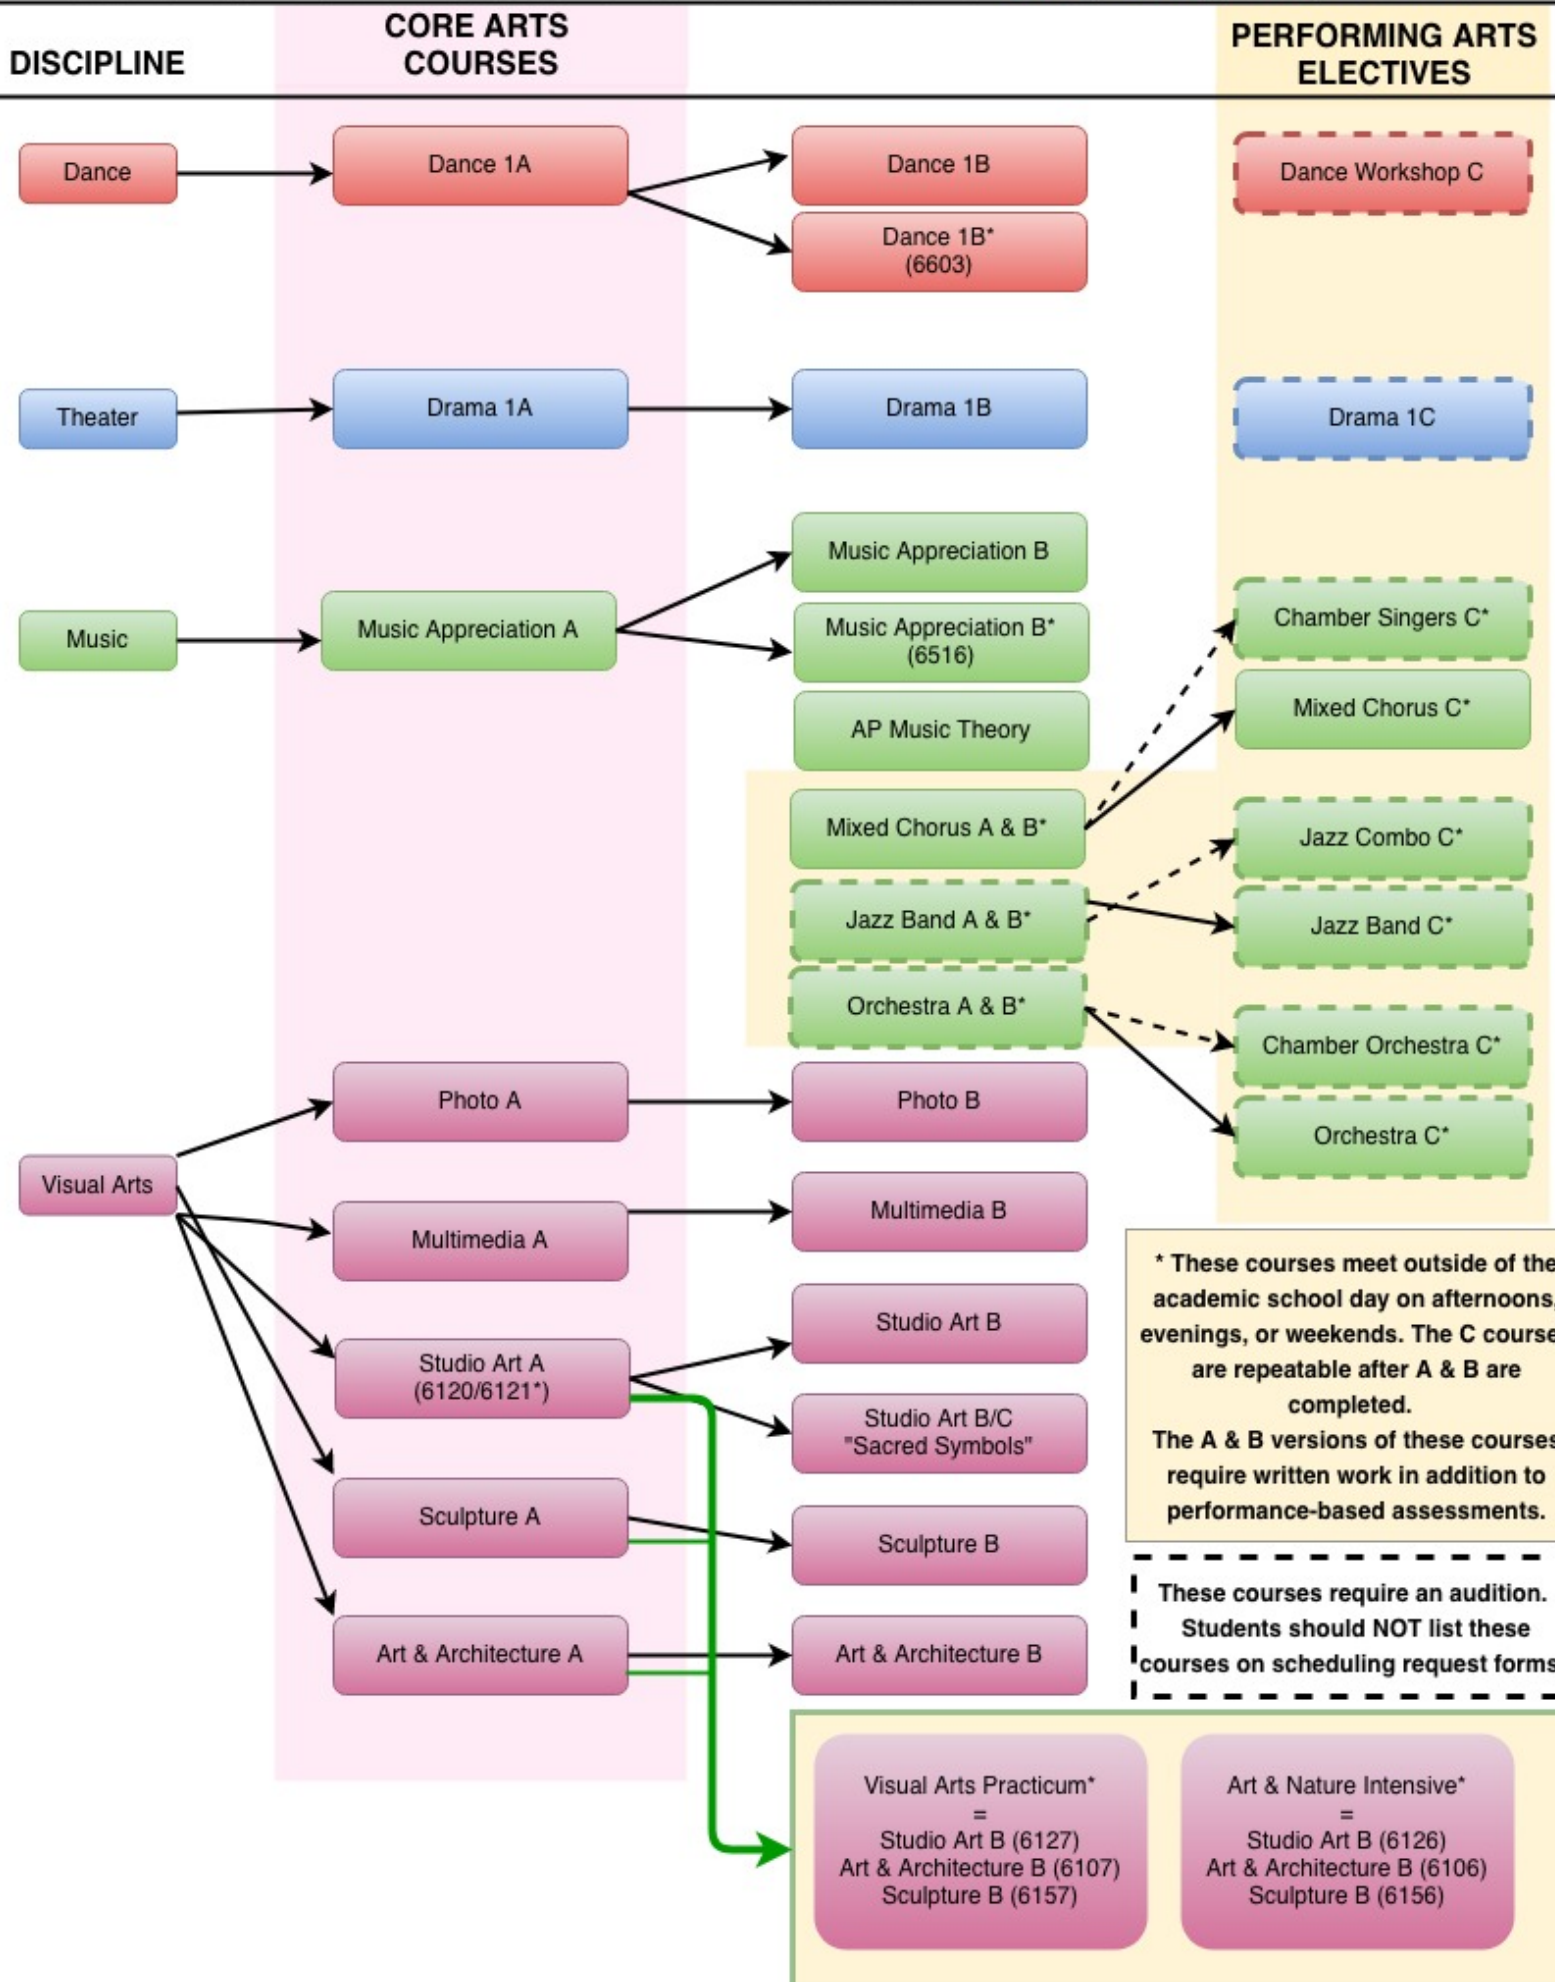 DISCIPLINE
CORE ARTS
COURSES
PERFORMING ARTS
ELECTIVES
Dance
Dance 1A
Dance 1B
Dance 1B*
(6603)
Dance Workshop C
Theater
Drama 1A
Drama 1B
Drama 1C
Music
Music Appreciation A
Music Appreciation B
Music Appreciation B*
(6516)
AP Music Theory
Mixed Chorus A & B*
Jazz Band A & B*
Orchestra A & B*
Chamber Singers C*
Mixed Chorus C*
Jazz Combo C*
Jazz Band C*
Chamber Orchestra C*
Orchestra C*
Visual Arts
Photo A
Photo B
Multimedia A
Multimedia B
Studio Art A
(6120/6121*)
Studio Art B
Studio Art B/C
"Sacred Symbols"
Sculpture A
Sculpture B
Art & Architecture A
Art & Architecture B
* These courses meet outside of the
academic school day on afternoons,
evenings, or weekends. The C course
are repeatable after A & B are
completed.
The A & B versions of these courses
require written work in addition to
performance-based assessments.
These courses require an audition.
Students should NOT list these
courses on scheduling request forms
Visual Arts Practicum*
=
Studio Art B (6127)
Art & Architecture B (6107)
Sculpture B (6157)
Art & Nature Intensive*
=
Studio Art B (6126)
Art & Architecture B (6106)
Sculpture B (6156)